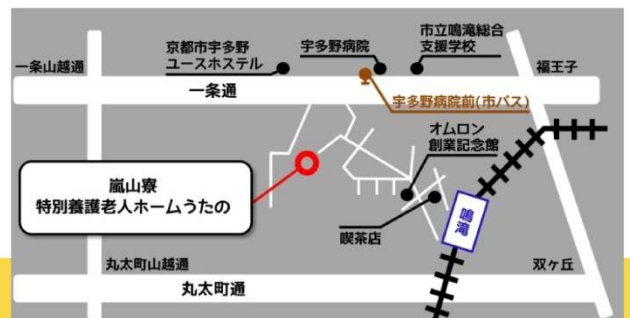 市立鳴滝総合
支援学校
京都市宇多野
ユースホステル
宇多野病院
一条山越通
福王子
一条通
宇多野病院前(市バス)
オムロン
創業記念館
嵐山寮
特別養護老人ホームうたの
鳴滝
喫茶店
丸太町山越通
双ヶ丘
丸太町通